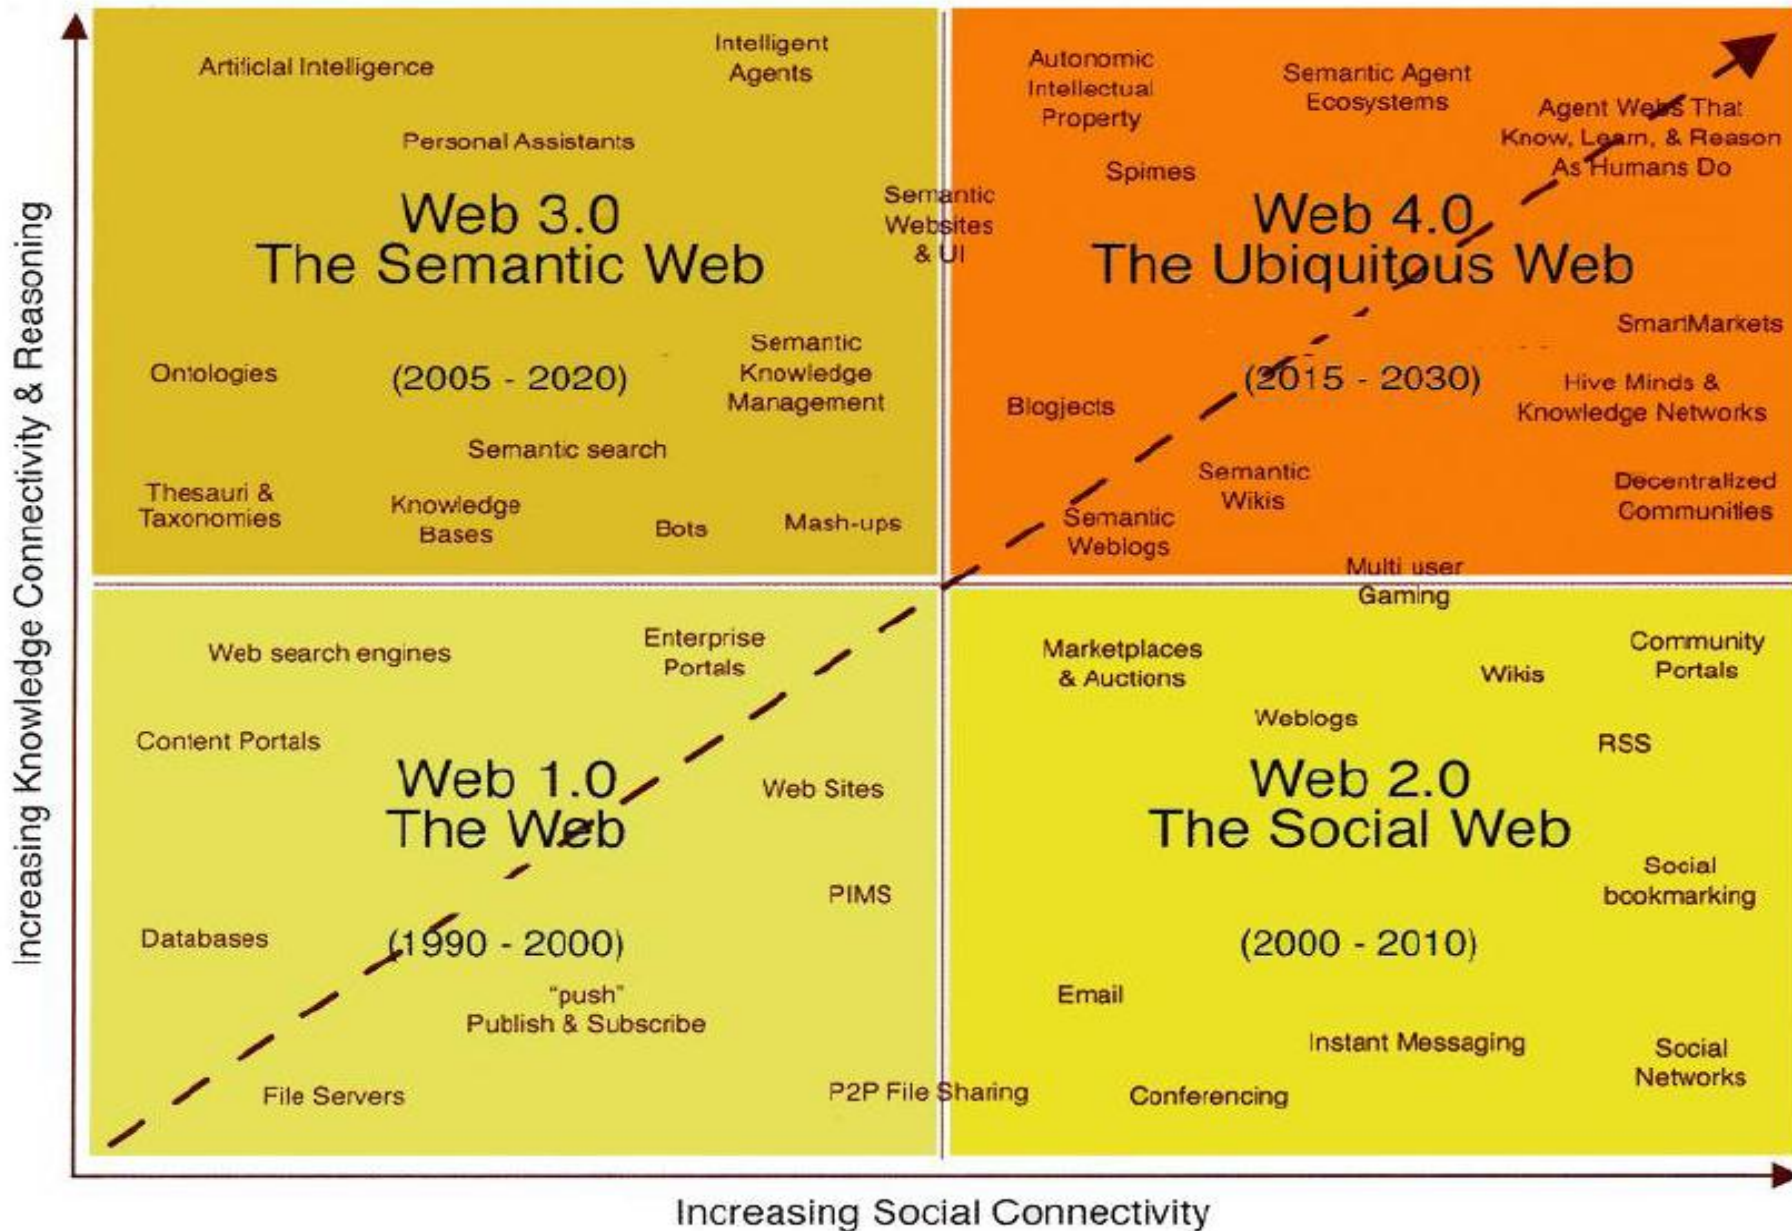 Increasing Knowledge Connectivity & Reasoning
Artificial Intelligence
Intelligent
Agents
Personal Assistants
Web 3.0
The Semantic Web
(2005 - 2020)
Ontologies
Semantic
Knowledge
Management
Semantic search
Thesauri &
Taxonomies
Knowledge
Bases
Bots
Mash-ups
Semantic
Websites
& UI
Autonomic
Intellectual
Property
Semantic Agent
Ecosystems
Agent Webs That
Know, Learn, & Reason
As Humans Do
Spimes
Web 4.0
The Ubiquitous Web
(2015 - 2030)
SmartMarkets
Blogjects
Hive Minds &
Knowledge Networks
Semantic
Wikis
Semantic
Weblogs
Decentralized
Communities
Multi user
Gaming
Web search engines
Enterprise
Portals
Content Portals
Web 1.0
The Web
(1990 - 2000)
Web Sites
PIMS
Databases
"push"
Publish & Subscribe
File Servers
P2P File Sharing
Marketplaces
& Auctions
Wikis
Community
Portals
Weblogs
RSS
Web 2.0
The Social Web
(2000 - 2010)
Social
bookmarking
Email
Instant Messaging
Social
Networks
Conferencing
Increasing Social Connectivity